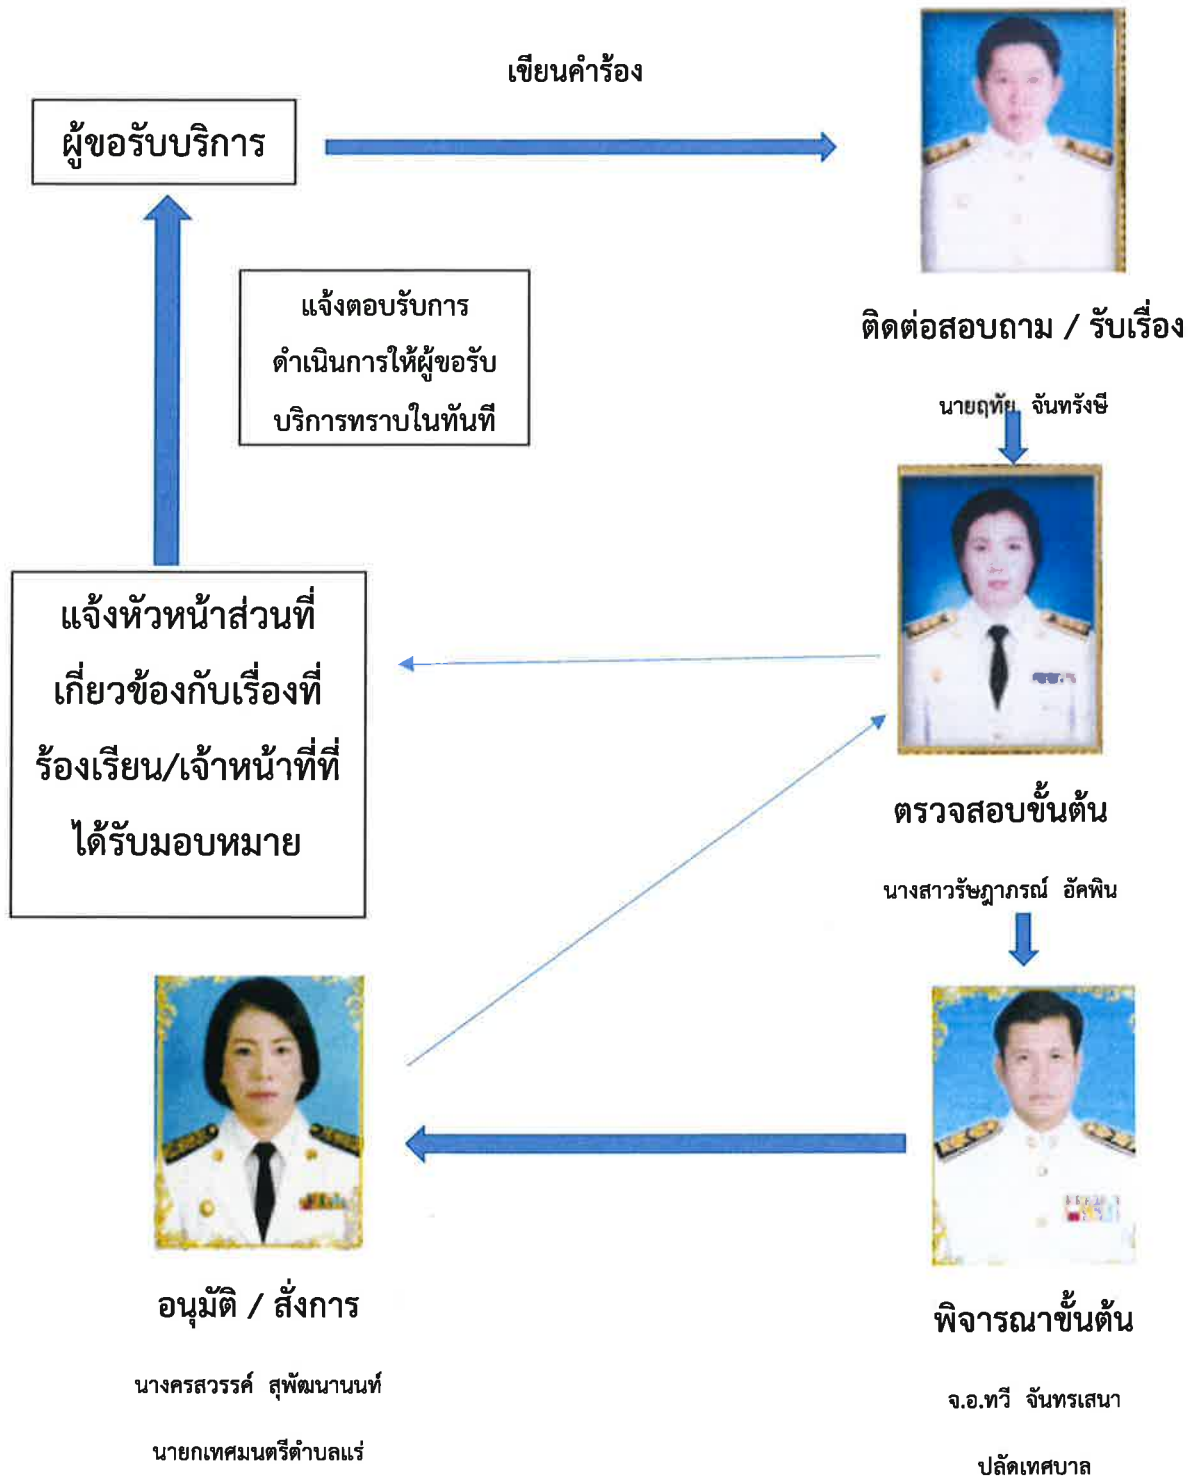 เขียนคำร้อง
ผู้ขอรับบริการ
แจ้งตอบรับการ
ดำเนินการให้ผู้ขอรับ
บริการทราบในทันที
ติดต่อสอบถาม / รับเรื่อง
นายฤทัย จันทรังษี
แจ้งหัวหน้าส่วนที่
เกี่ยวข้องกับเรื่องที่
ร้องเรียน/เจ้าหน้าที่ที่
ได้รับมอบหมาย
ตรวจสอบขั้นต้น
นางสาวรัษฎาภรณ์ อัคพิน
อนุมัติ / สั่งการ
นางครสวรรค์ สุพัฒนานนท์
นายกเทศมนตรีตำบลแร่
พิจารณาขั้นต้น
จ.อ.ทวี จันทรเสนา
ปลัดเทศบาล